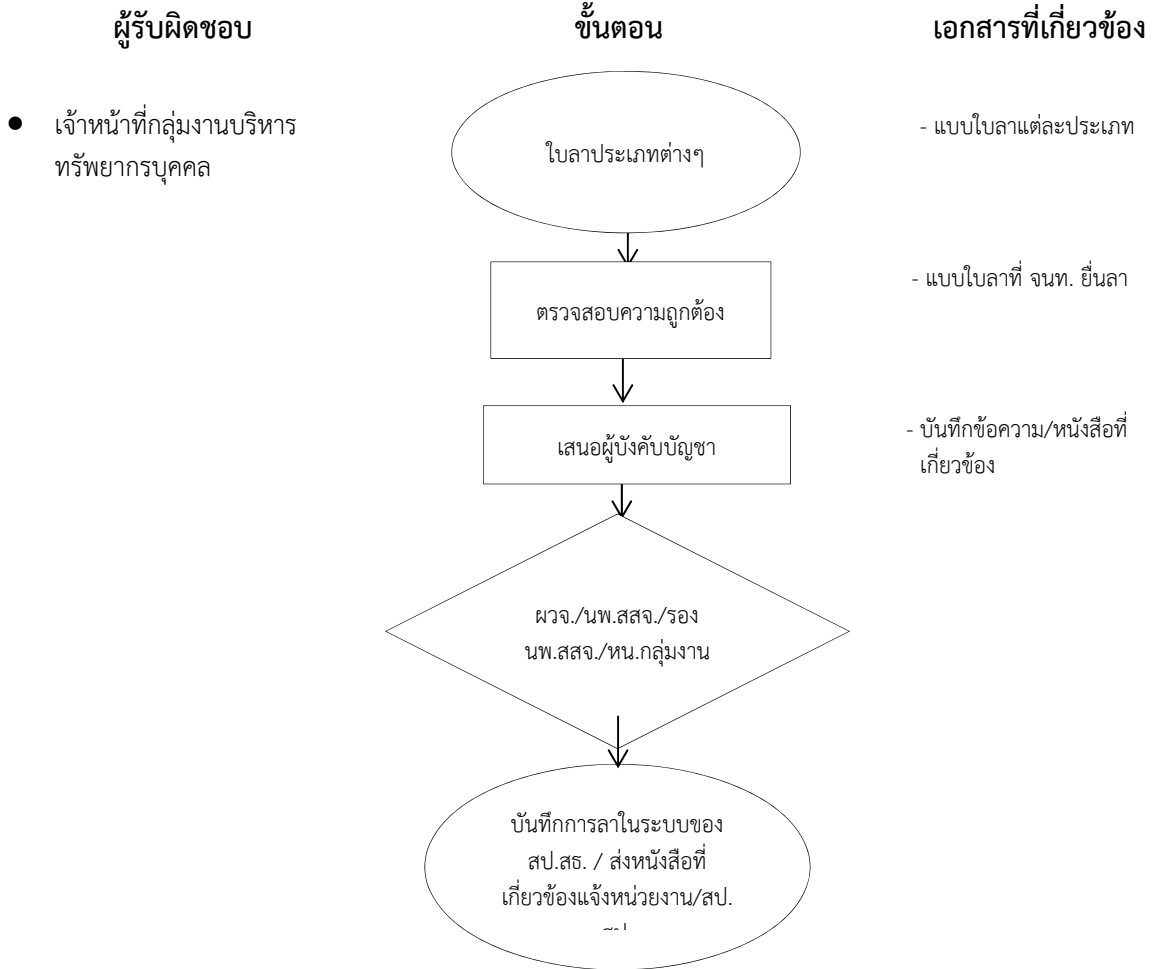 ผู้รับผิดชอบ
ขั้นตอน
เอกสารที่เกี่ยวข้อง
● เจ้าหน้าที่กลุ่มงานบริหาร
ทรัพยากรบุคคล
ใบลาประเภทต่างๆ
- แบบใบลาแต่ละประเภท
ตรวจสอบความถูกต้อง
- แบบใบลาที่ จนท. ยื่นลา
เสนอผู้บังคับบัญชา
- บันทึกข้อความ/หนังสือที่
เกี่ยวข้อง
ผวจ./นพ.สสจ./รอง
นพ.สสจ./หน.กลุ่มงาน
บันทึกการลาในระบบของ
สป.สธ. / ส่งหนังสือที่
เกี่ยวข้องแจ้งหน่วยงาน/สป.